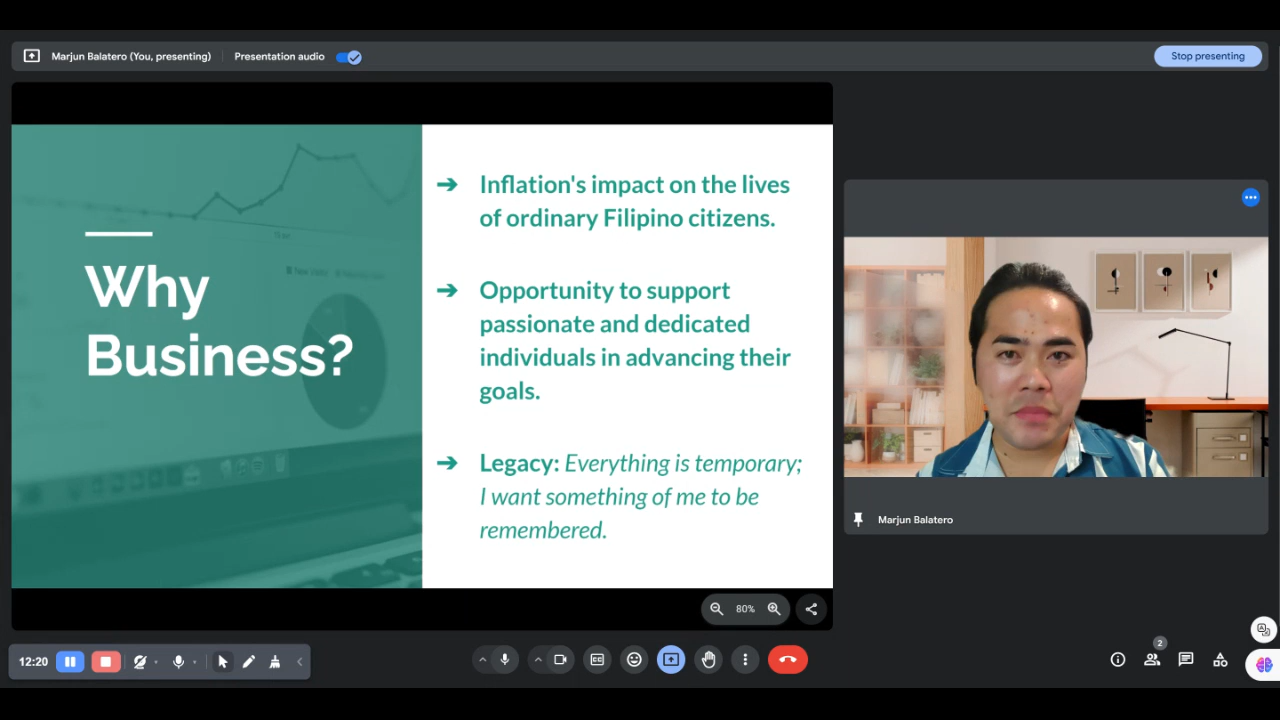 Marjun Balatero (You, presenting)
Presentation audio
Stop presenting
Why
Business?
➔ Inflation's impact on the lives
of ordinary Filipino citizens.
➔ Opportunity to support
passionate and dedicated
individuals in advancing their
goals.
➔ Legacy: Everything is temporary;
I want something of me to be
remembered.
Marjun Balatero
80%
12:20
2